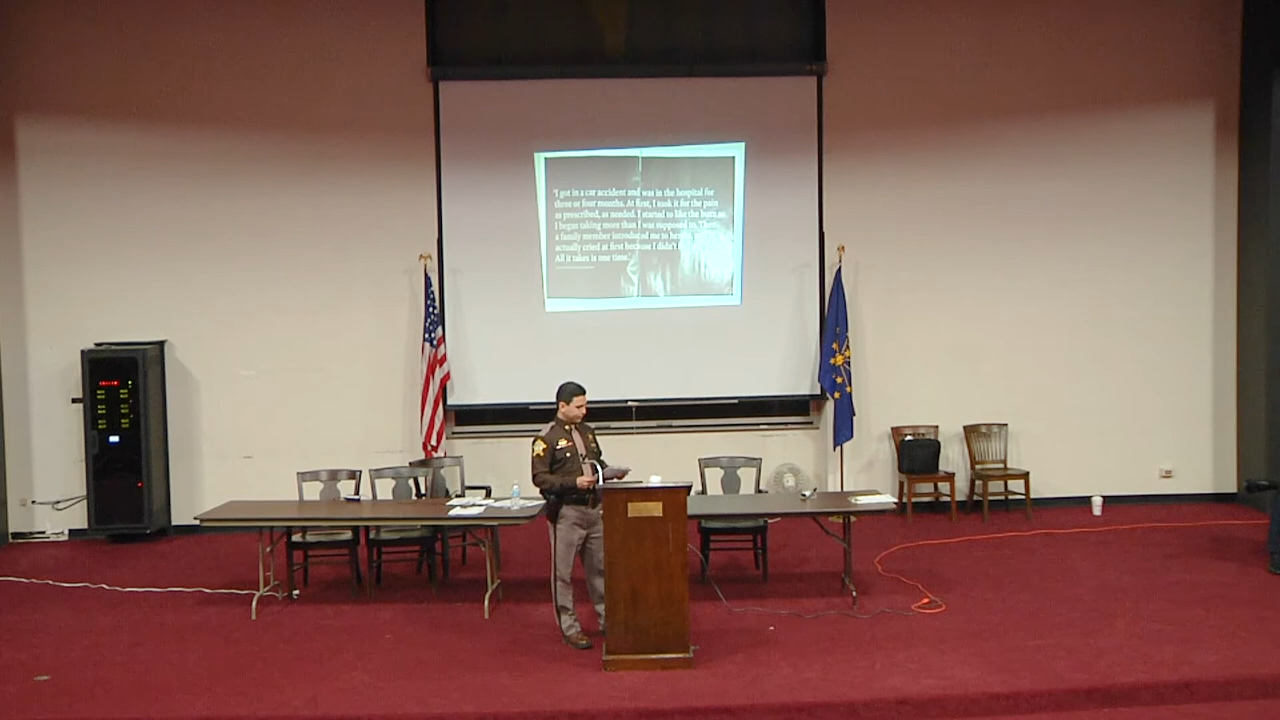 "I got in a car accident and was in the hospital for
three or four months. At first, I took it for the pain
as prescribed, as needed. I started to like the buzz so
I began taking more than I was supposed to. Then
a family member introduced me to
actually cried at first because I didn't
All it takes is one time."